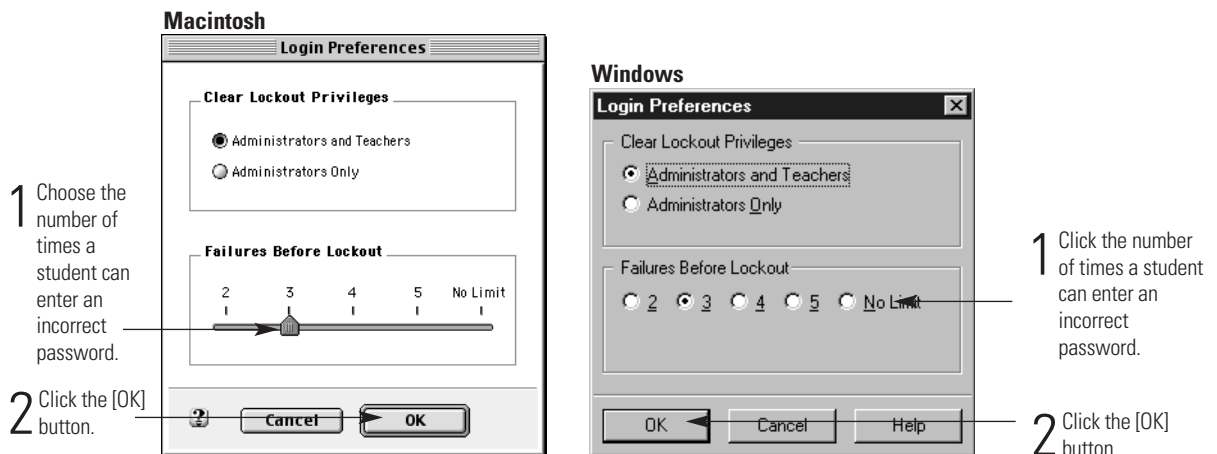 Macintosh
Login Preferences
Clear Lockout Privileges
Administrators and Teachers
Administrators Only
Failures Before Lockout
2 3 4 5 No Limit
? Cancel OK
1 Choose the
number of
times a
student can
enter an
incorrect
password.
2 Click the [OK]
button.
Windows
Login Preferences
Clear Lockout Privileges
Administrators and Teachers
Administrators Only
Failures Before Lockout
2 3 4 5 No Limit
OK Cancel Help
1 Click the number
of times a student
can enter an
incorrect
password.
2 Click the [OK]
button.